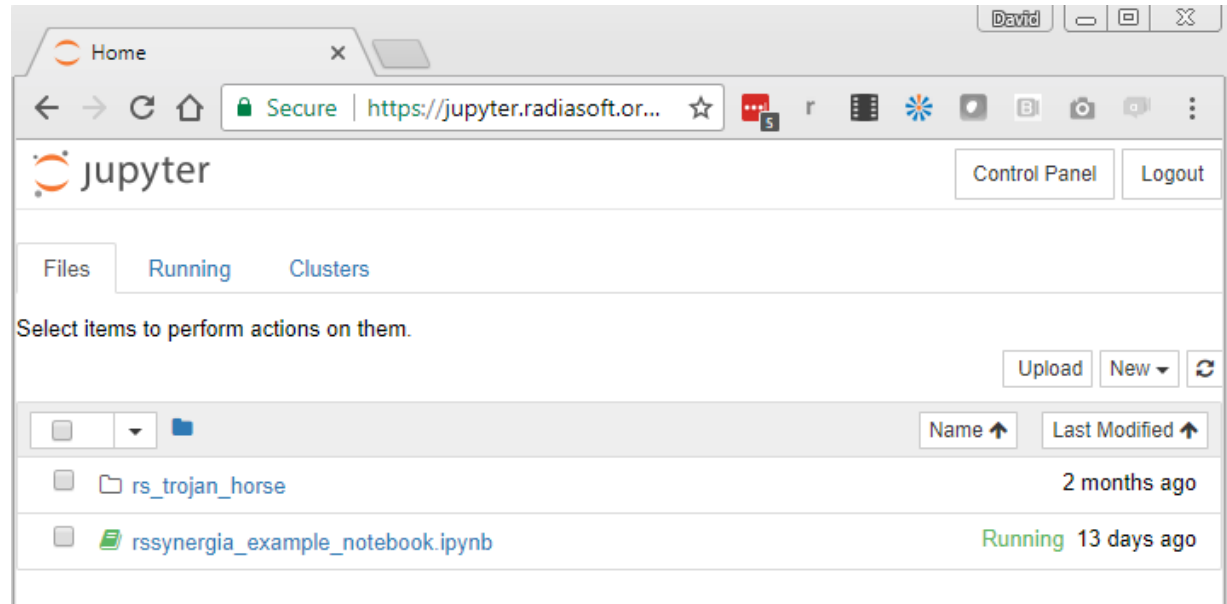 David
Home
Secure | https://jupyter.radiasoft.or...
5
r
B
jupyter
Control Panel
Logout
Files
Running
Clusters
Select items to perform actions on them.
Upload
New
Name
Last Modified
rs_trojan_horse
2 months ago
rssynergia_example_notebook.ipynb
Running 13 days ago